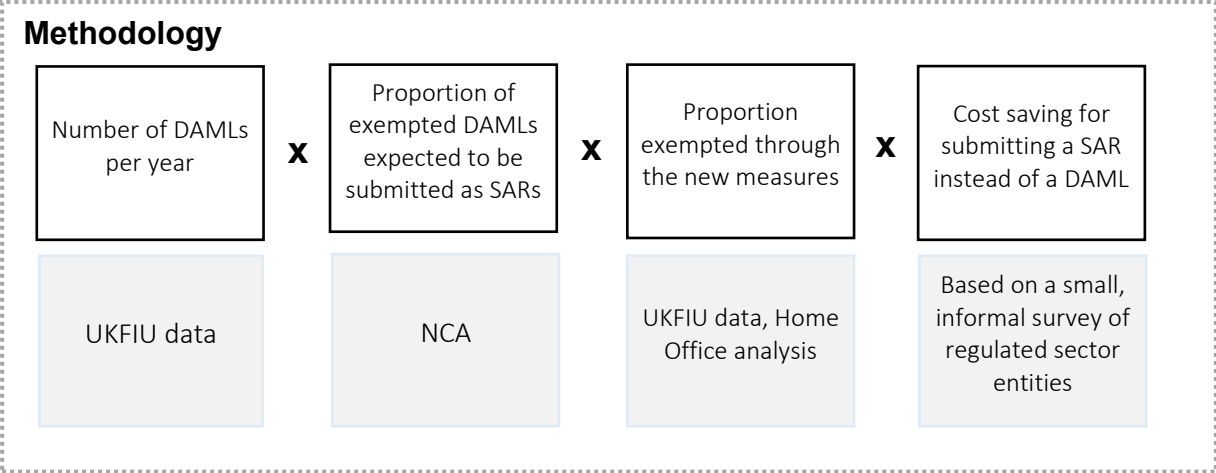 Methodology
Number of DAMLs
per year
x
Proportion of
exempted DAMLs
expected to be
submitted as SARs
x
Proportion
exempted through
the new measures
x
Cost saving for
submitting a SAR
instead of a DAML
UKFIU data
NCA
UKFIU data, Home
Office analysis
Based on a small,
informal survey of
regulated sector
entities